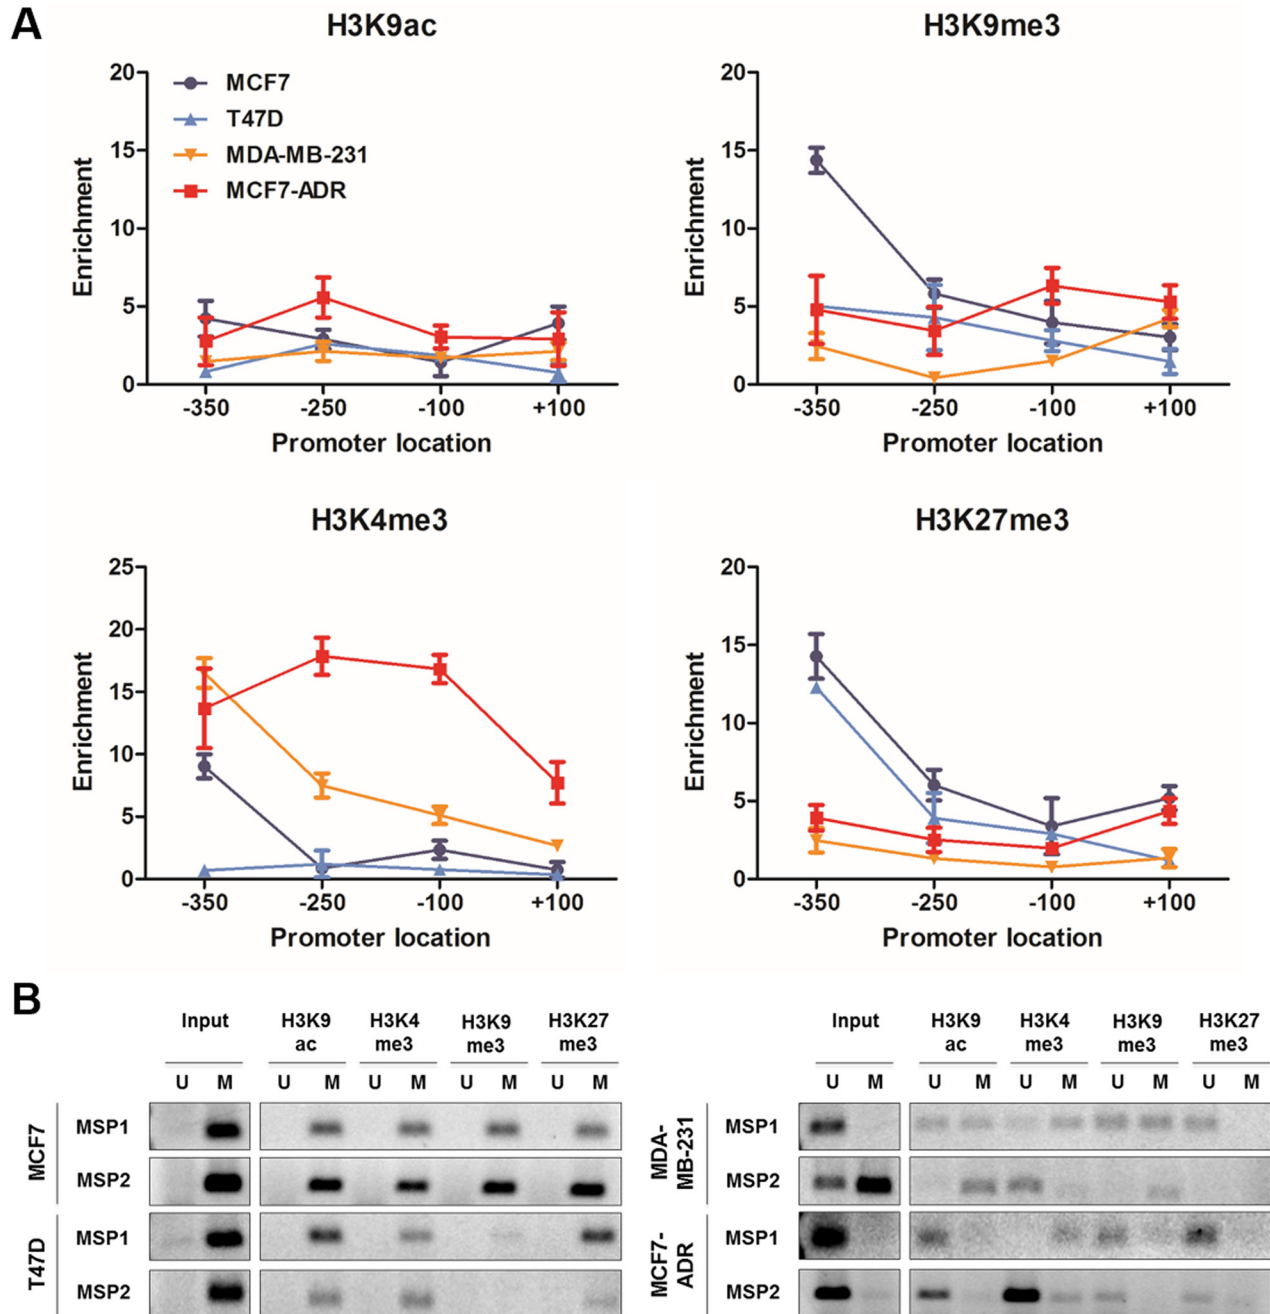 A
H3K9ac
20
15
10
5
0
Enrichment
MCF7
T47D
MDA-MB-231
MCF7-ADR
-350 -250 -100 +100
Promoter location
H3K9me3
20
15
10
5
0
Enrichment
-350 -250 -100 +100
Promoter location
H3K4me3
25
20
15
10
5
0
Enrichment
-350 -250 -100 +100
Promoter location
H3K27me3
20
15
10
5
0
Enrichment
-350 -250 -100 +100
Promoter location
B
Input H3K9 H3K4 H3K9 H3K27
ac me3 me3 me3
U M U M U M U M U M
MCF7
MSP1
MSP2
T47D
MSP1
MSP2
Input H3K9 H3K4 H3K9 H3K27
ac me3 me3 me3
U M U M U M U M U M
MDA-
MB-231
MSP1
MSP2
MCF7-
ADR
MSP1
MSP2